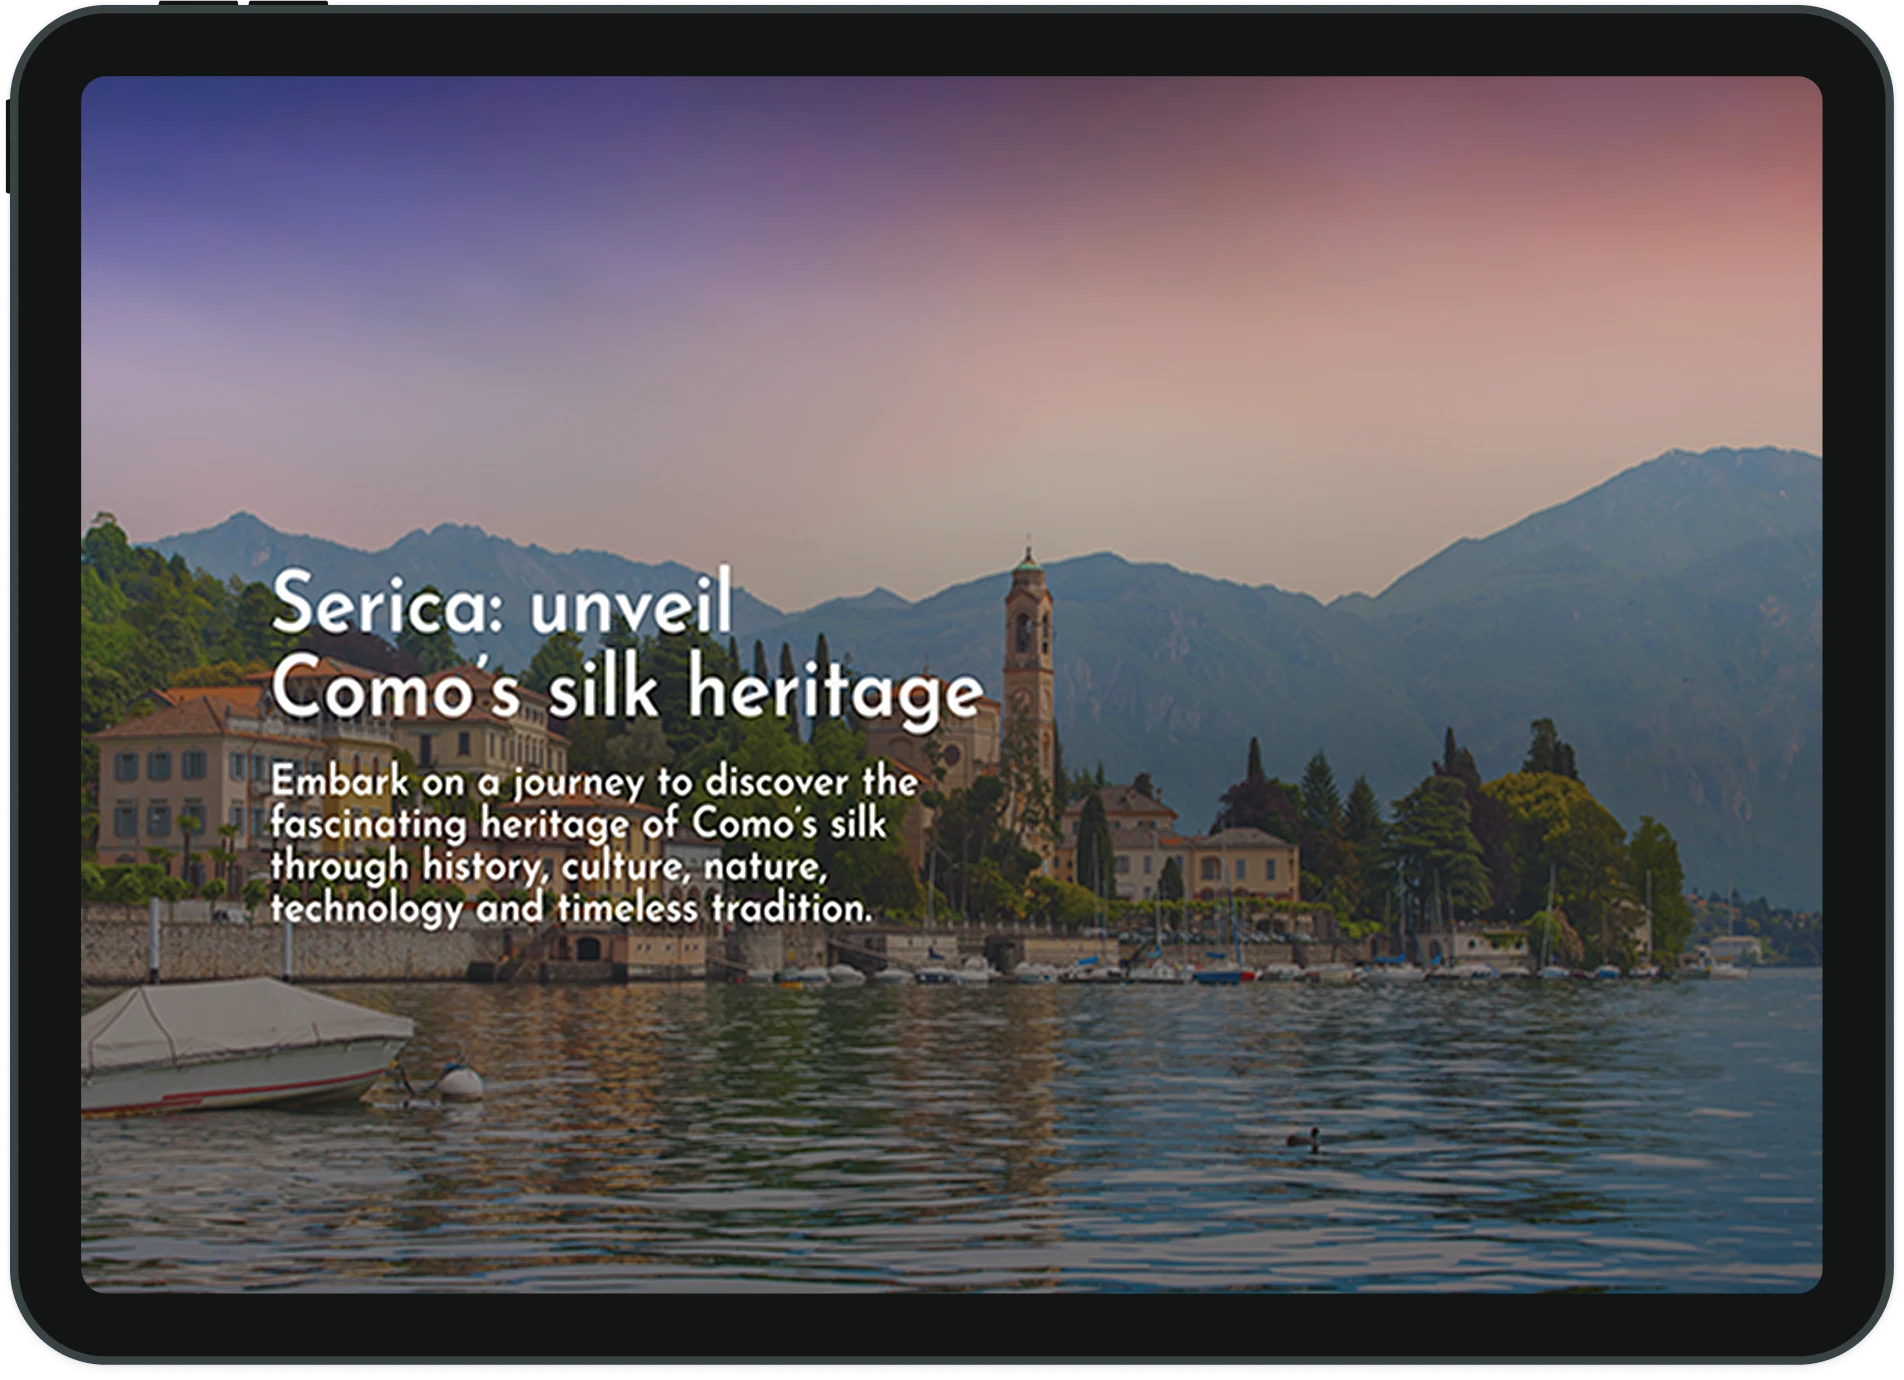 Serica: unveil
Como's silk heritage
Embark on a journey to discover the
fascinating heritage of Como's silk
through history, culture, nature,
technology and timeless tradition.